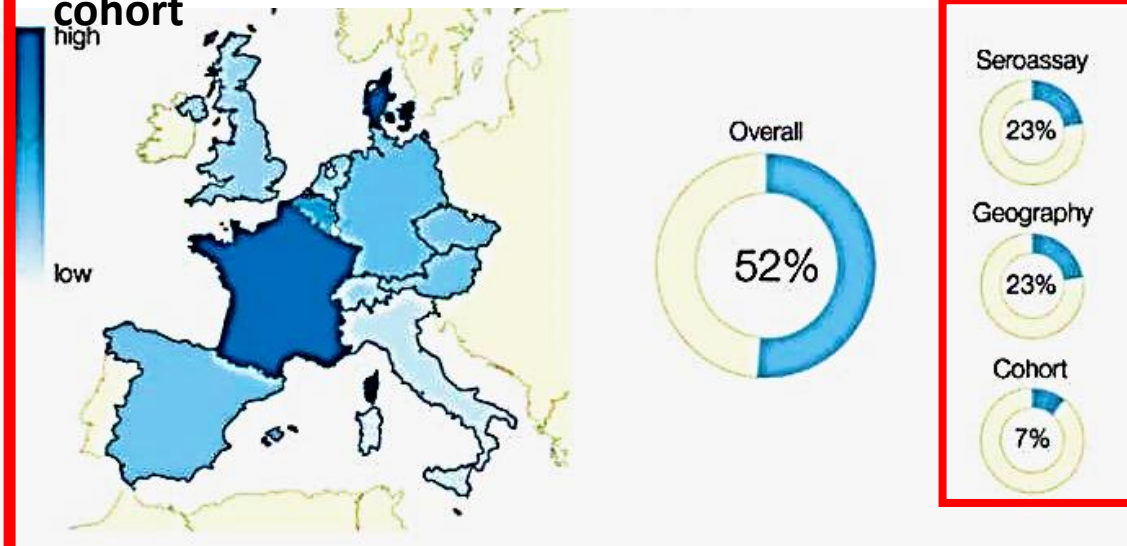 cohort
high
low
Overall
52%
Seroassay
23%
Geography
23%
Cohort
7%